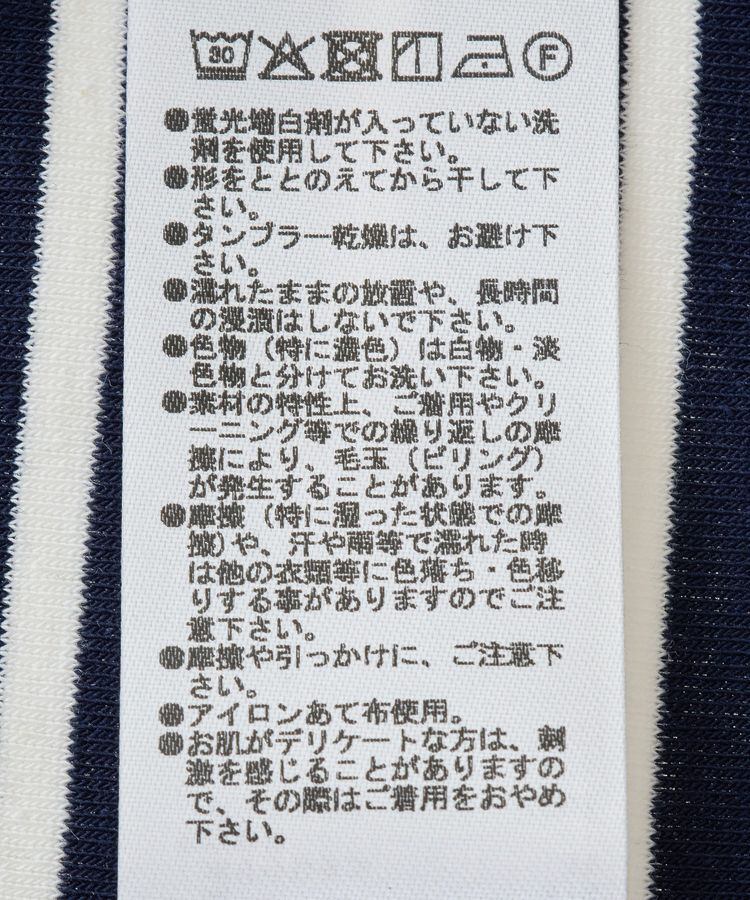 30 F
●蛍光増白剤が入っていない洗
剤を使用して下さい。
●形をととのえてから干して下
さい。
●タンブラー乾燥は、お避け下
さい。
●濡れたままの放置や、長時間
の浸漬はしないで下さい。
●色物(特に濃色)は白物・淡
色物と分けてお洗い下さい。
●素材の特性上、ご着用やクリ
ーニング等での繰り返しの摩
擦により、毛玉(ピリング)
が発生することがあります。
●摩擦(特に湿った状態での摩
擦)や、汗や雨等で濡れた時
は他の衣類等に色落ち・色移
りする事がありますのでご注
意下さい。
●摩擦や引っかけに、ご注意下
さい。
●アイロンあて布使用。
●お肌がデリケートな方は、刺
激を感じることがありますの
で、その際はご着用をおやめ
下さい。